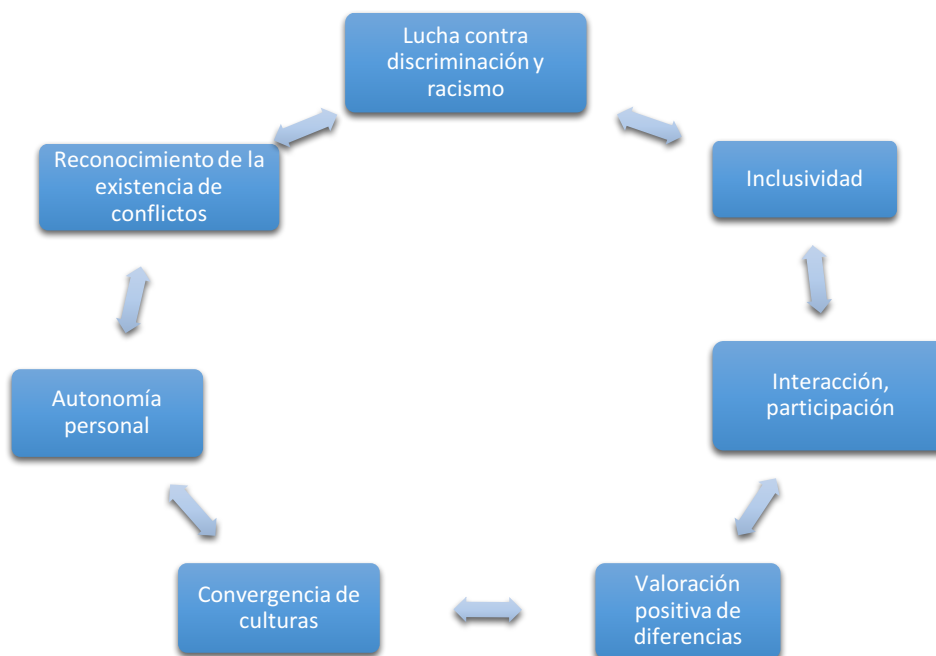 Lucha contra
discriminación y
racismo
Inclusividad
Interacción,
participación
Valoración
positiva de
diferencias
Convergencia de
culturas
Autonomía
personal
Reconocimiento de la
existencia de
conflictos